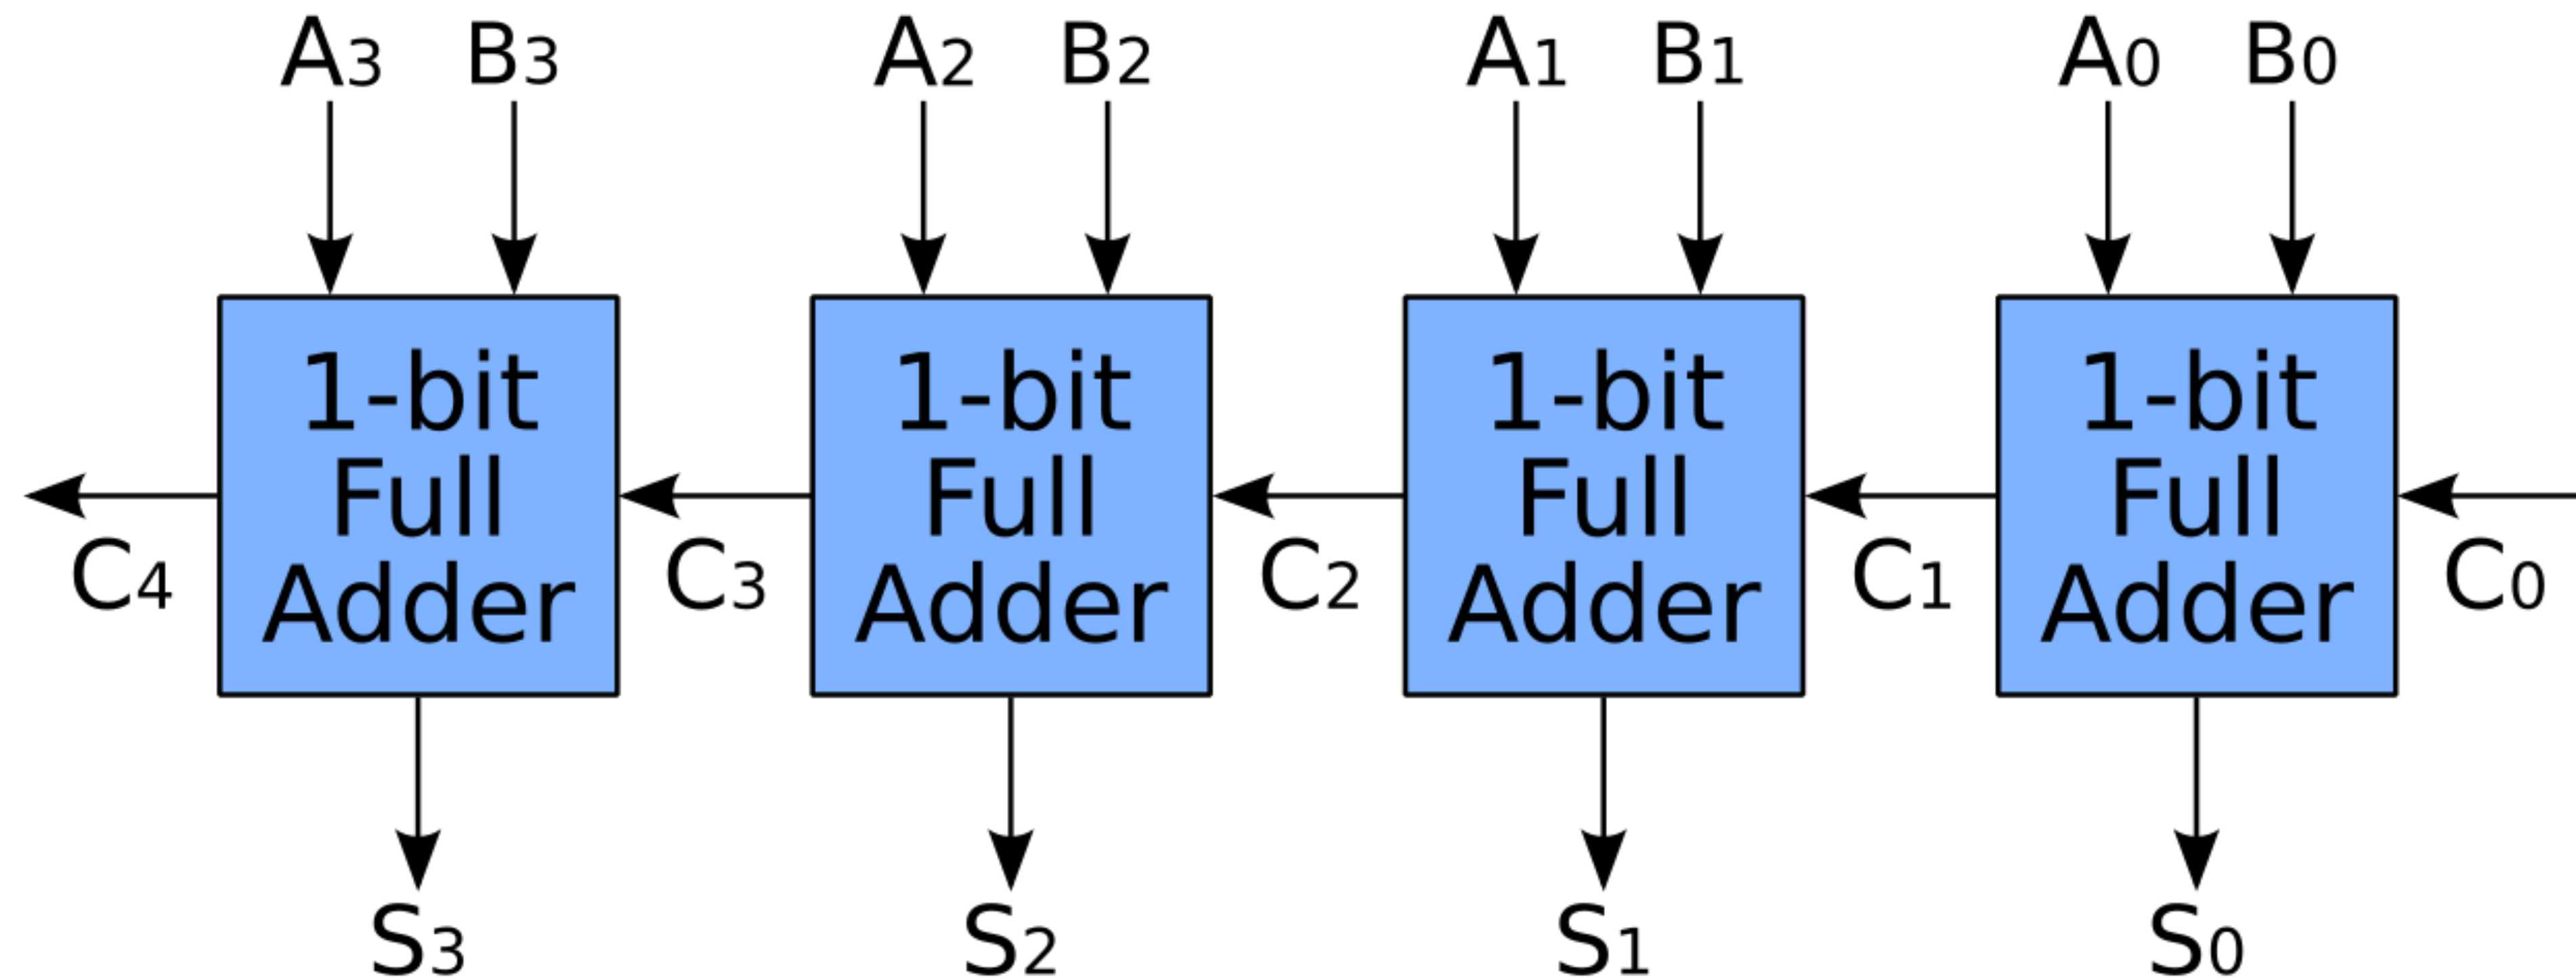 A3 B3 A2 B2 A1 B1 A0 B0
1-bit Full Adder
1-bit Full Adder
1-bit Full Adder
1-bit Full Adder
C4 C3 C2 C1 C0
S3 S2 S1 S0